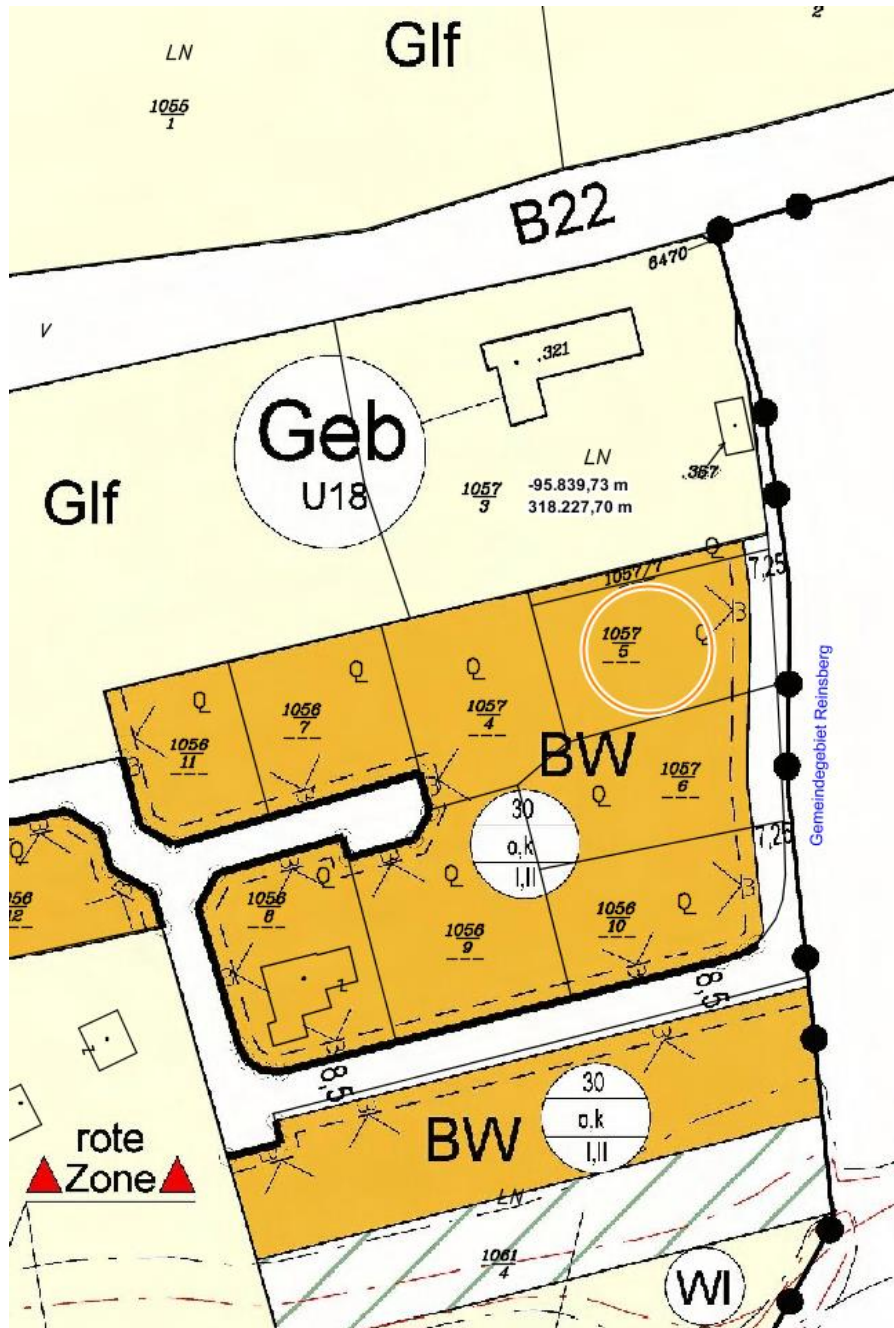 2
LN
Glf
1055
1
B22
6470
V
.321
Geb
U18
Glf
LN
1057
3
-95.839,73 m
318.227,70 m
.367
Q
1057/7
7,25
B
1057
5
Q
Gemeindegebiet Reinsberg
Q
Q
Q
1056
7
1057
4
1056
11
BW
1057
6
B
B
B
Q
30
o,k
I,II
7,25
B
Q
B
B
Q
Q
B
1056
12
1056
8
1056
9
1056
10
Q
B
B
B
8,5
z
B
B
8,5
z
30
o,k
I,II
B
BW
B
rote
Zone
LN
1061
4
WI